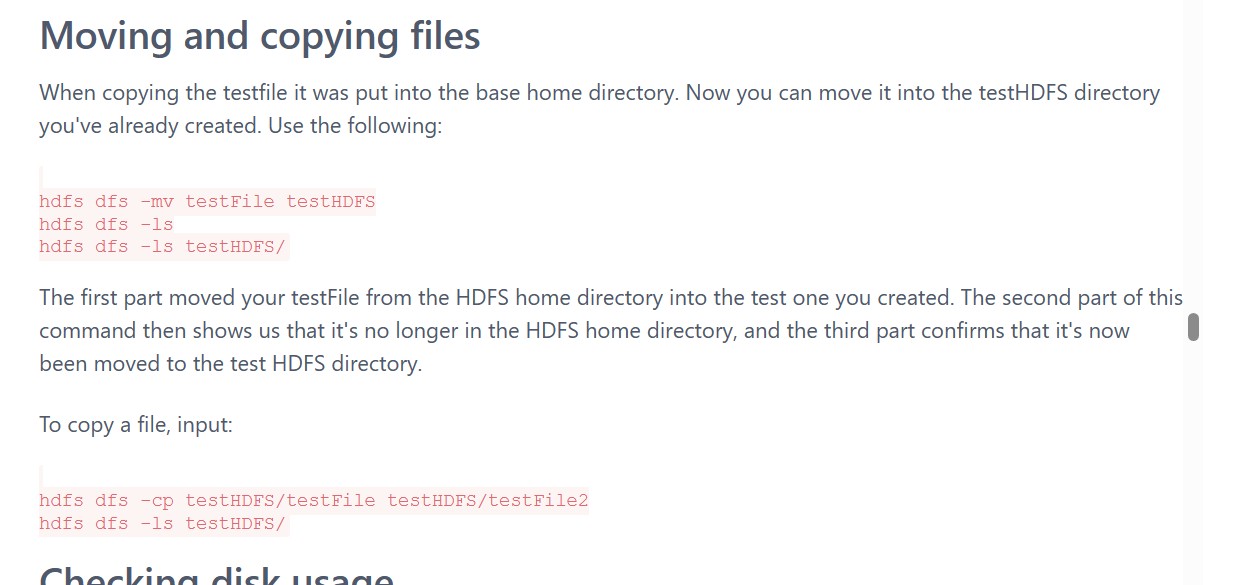 Moving and copying files
When copying the testfile it was put into the base home directory. Now you can move it into the testHDFS directory
you've already created. Use the following:
hdfs dfs -mv testFile testHDFS
hdfs dfs -ls
hdfs dfs -ls testHDFS/
The first part moved your testFile from the HDFS home directory into the test one you created. The second part of this
command then shows us that it's no longer in the HDFS home directory, and the third part confirms that it's now
been moved to the test HDFS directory.
To copy a file, input:
hdfs dfs -cp testHDFS/testFile testHDFS/testFile2
hdfs dfs -ls testHDFS/
Checking disk usage